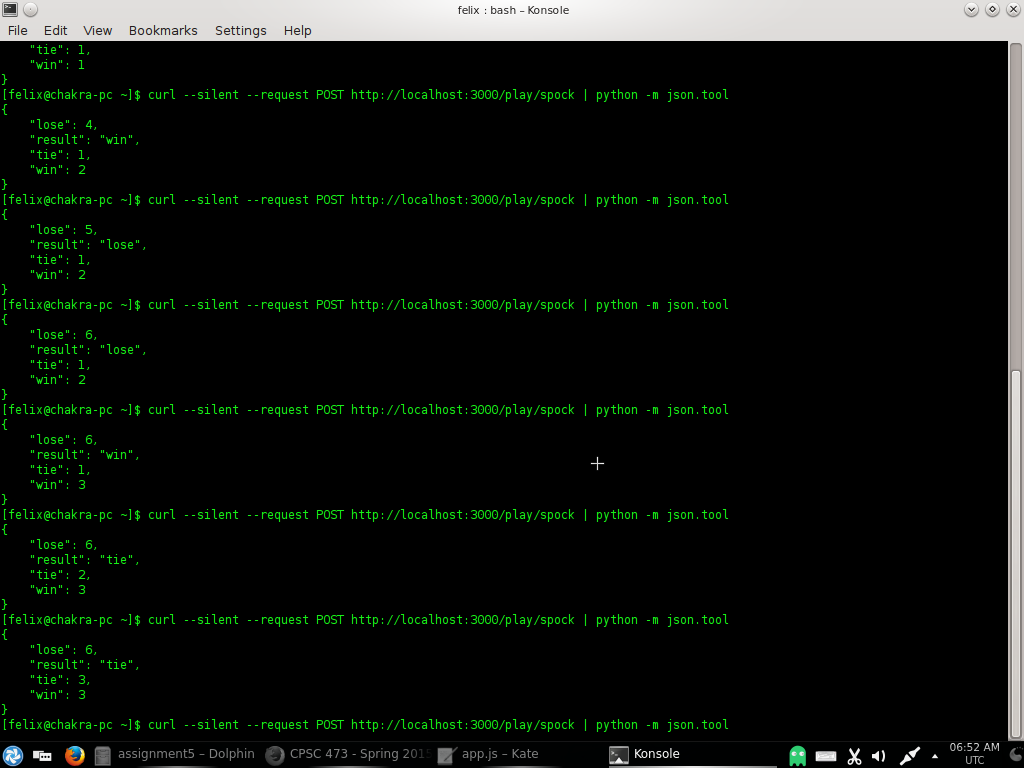 felix : bash – Konsole
File Edit View Bookmarks Settings Help
    "tie": 1,
    "win": 1
}
[felix@chakra-pc ~]$ curl --silent --request POST http://localhost:3000/play/spock | python -m json.tool
{
    "lose": 4,
    "result": "win",
    "tie": 1,
    "win": 2
}
[felix@chakra-pc ~]$ curl --silent --request POST http://localhost:3000/play/spock | python -m json.tool
{
    "lose": 5,
    "result": "lose",
    "tie": 1,
    "win": 2
}
[felix@chakra-pc ~]$ curl --silent --request POST http://localhost:3000/play/spock | python -m json.tool
{
    "lose": 6,
    "result": "lose",
    "tie": 1,
    "win": 2
}
[felix@chakra-pc ~]$ curl --silent --request POST http://localhost:3000/play/spock | python -m json.tool
{
    "lose": 6,
    "result": "win",
    "tie": 1,
    "win": 3
}
[felix@chakra-pc ~]$ curl --silent --request POST http://localhost:3000/play/spock | python -m json.tool
{
    "lose": 6,
    "result": "tie",
    "tie": 2,
    "win": 3
}
[felix@chakra-pc ~]$ curl --silent --request POST http://localhost:3000/play/spock | python -m json.tool
{
    "lose": 6,
    "result": "tie",
    "tie": 3,
    "win": 3
}
[felix@chakra-pc ~]$ curl --silent --request POST http://localhost:3000/play/spock | python -m json.tool
assignment5 – Dolphin CPSC 473 - Spring 2015 app.js – Kate Konsole 06:52 AM
UTC